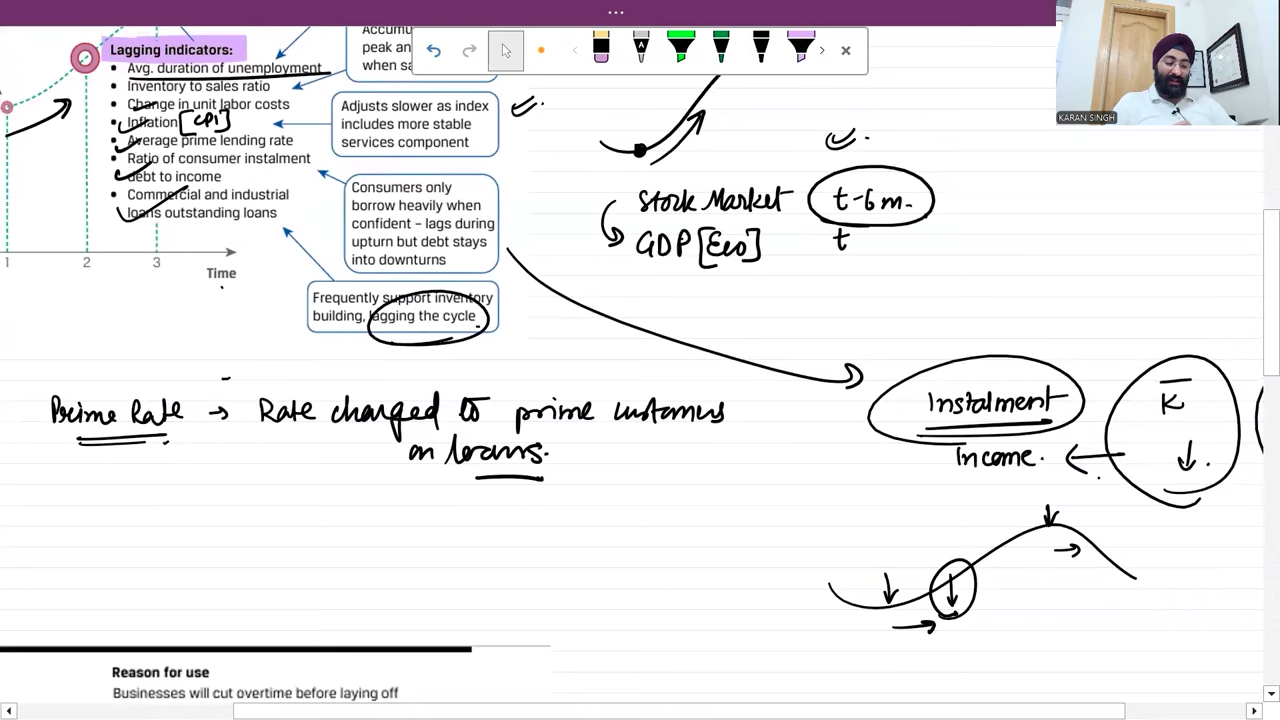 Lagging indicators:
• Avg. duration of unemployment
• Inventory to sales ratio
• Change in unit labor costs
• Inflation [CPI]
• Average prime lending rate
• Ratio of consumer instalment
debt to income
• Commercial and industrial
loans outstanding loans
1 2 3
Time
Accumu
peak an
when sa
Adjusts slower as index
includes more stable
services component
Consumers only
borrow heavily when
confident – lags during
upturn but debt stays
into downturns
Frequently support inventory
building, lagging the cycle
KARAN SINGH
Stock Market t-6m.
GDP [Eco] t
Prime Rate → Rate charged to prime customers
on loans.
Instalment
Income.
K
Reason for use
Businesses will cut overtime before laying off